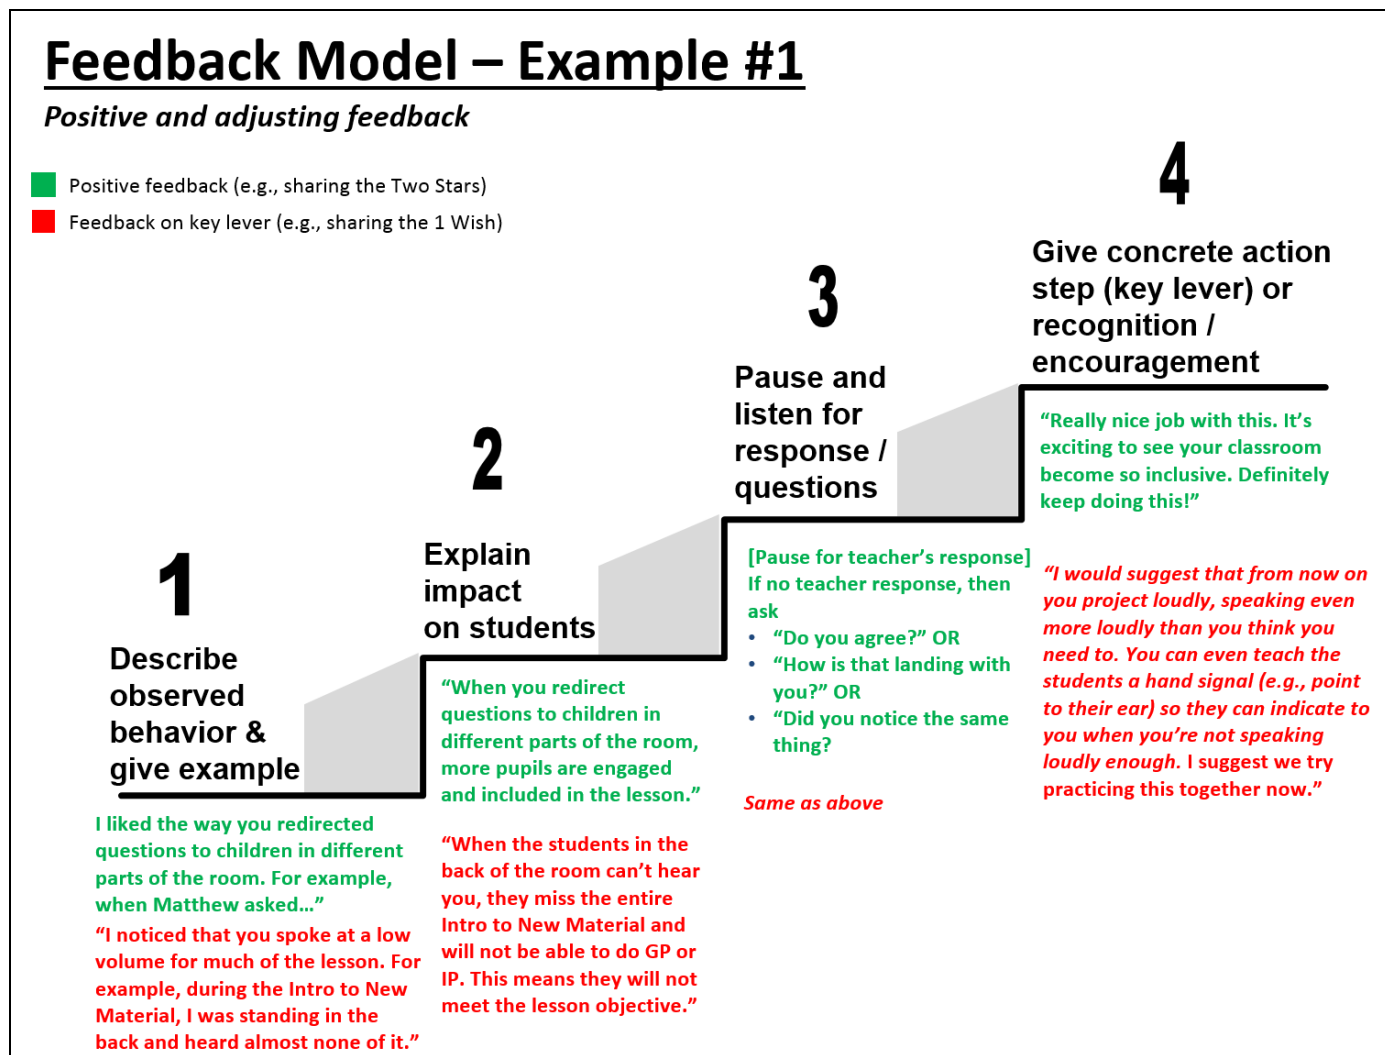 Feedback Model – Example #1
Positive and adjusting feedback
Positive feedback (e.g., sharing the Two Stars)
Feedback on key lever (e.g., sharing the 1 Wish)
1
Describe
observed
behavior &
give example
I liked the way you redirected
questions to children in different
parts of the room. For example,
when Matthew asked…”
“I noticed that you spoke at a low
volume for much of the lesson. For
example, during the Intro to New
Material, I was standing in the
back and heard almost none of it.”
2
Explain
impact
on students
“When you redirect
questions to children in
different parts of the room,
more pupils are engaged
and included in the lesson.”
“When the students in the
back of the room can’t hear
you, they miss the entire
Intro to New Material and
will not be able to do GP or
IP. This means they will not
meet the lesson objective.”
3
Pause and
listen for
response /
questions
[Pause for teacher’s response]
If no teacher response, then
ask
• “Do you agree?” OR
• “How is that landing with
you?” OR
• “Did you notice the same
thing?
Same as above
4
Give concrete action
step (key lever) or
recognition /
encouragement
“Really nice job with this. It’s
exciting to see your classroom
become so inclusive. Definitely
keep doing this!”
“I would suggest that from now on
you project loudly, speaking even
more loudly than you think you
need to. You can even teach the
students a hand signal (e.g., point
to their ear) so they can indicate to
you when you’re not speaking
loudly enough. I suggest we try
practicing this together now.”